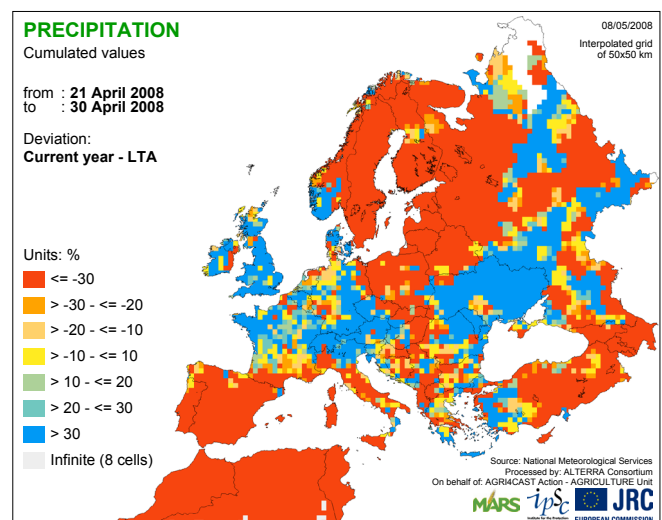 PRECIPITATION
Cumulated values
from : 21 April 2008
to : 30 April 2008
Deviation:
Current year - LTA
08/05/2008
Interpolated grid
of 50x50 km
Units: %
<= -30
> -30 - <= -20
> -20 - <= -10
> -10 - <= 10
> 10 - <= 20
> 20 - <= 30
> 30
Infinite (8 cells)
Source: National Meteorological Services
Processed by: ALTERRA Consortium
On behalf of: AGRI4CAST Action - AGRICULTURE Unit
MARS ipsc JRC
EUROPEAN COMMISSION